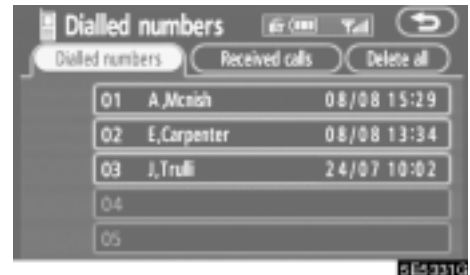 Dialled numbers
Dialled numbers Received calls Delete all
01 A,Mcnish 08/08 15:29
02 E,Carpenter 08/08 13:34
03 J,Trulli 24/07 10:02
04
05
5E5331G